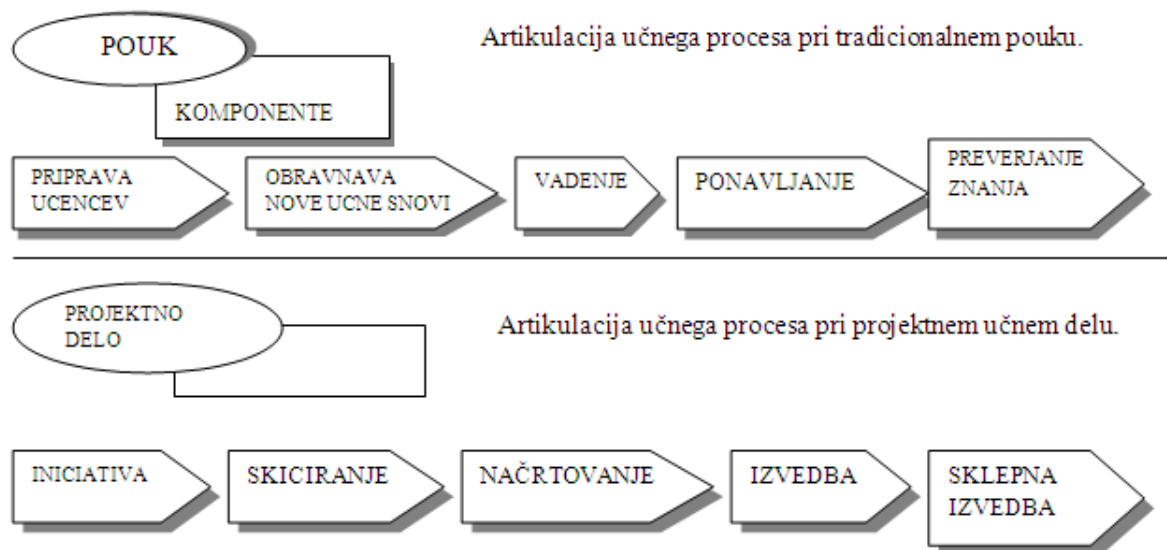 POUK
Artikulacija učnega procesa pri tradicionalnem pouku.
KOMPONENTE
PRIPRAVA
UCENCEV
OBRAVNAVA
NOVE UCNE SNOVI
VADENJE
PONAVLJANJE
PREVERJANJE
ZNANJA
PROJEKTNO
DELO
Artikulacija učnega procesa pri projektnem učnem delu.
INICIATIVA
SKICIRANJE
NAČRTOVANJE
IZVEDBA
SKLEPNA
IZVEDBA